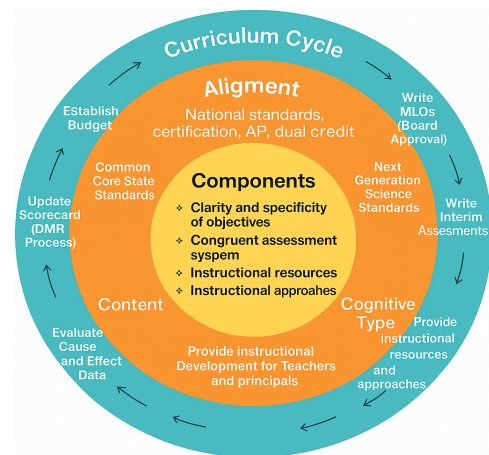 Curriculum Cycle
Aligment
National standards,
certification, AP, dual credit
EStablish
Budget
Write
MLOs
(Board
Approval)
Common
Core State
Standards
Next
Generation
Science
Standards
Components
❖ Clarity and specificity
of objectives
❖ Congruent assessment
syspem
❖ Instructional resources
❖ Instructional approahes
Update
Scorecard
(DMR
Process)
Write
Interim
Assesments
Content
Cognitive
Type
Evaluate
Cause
and Effect
Data
Provide
instructional
resources
and
approaches
Provide instructional
Development for Teachers
and principals